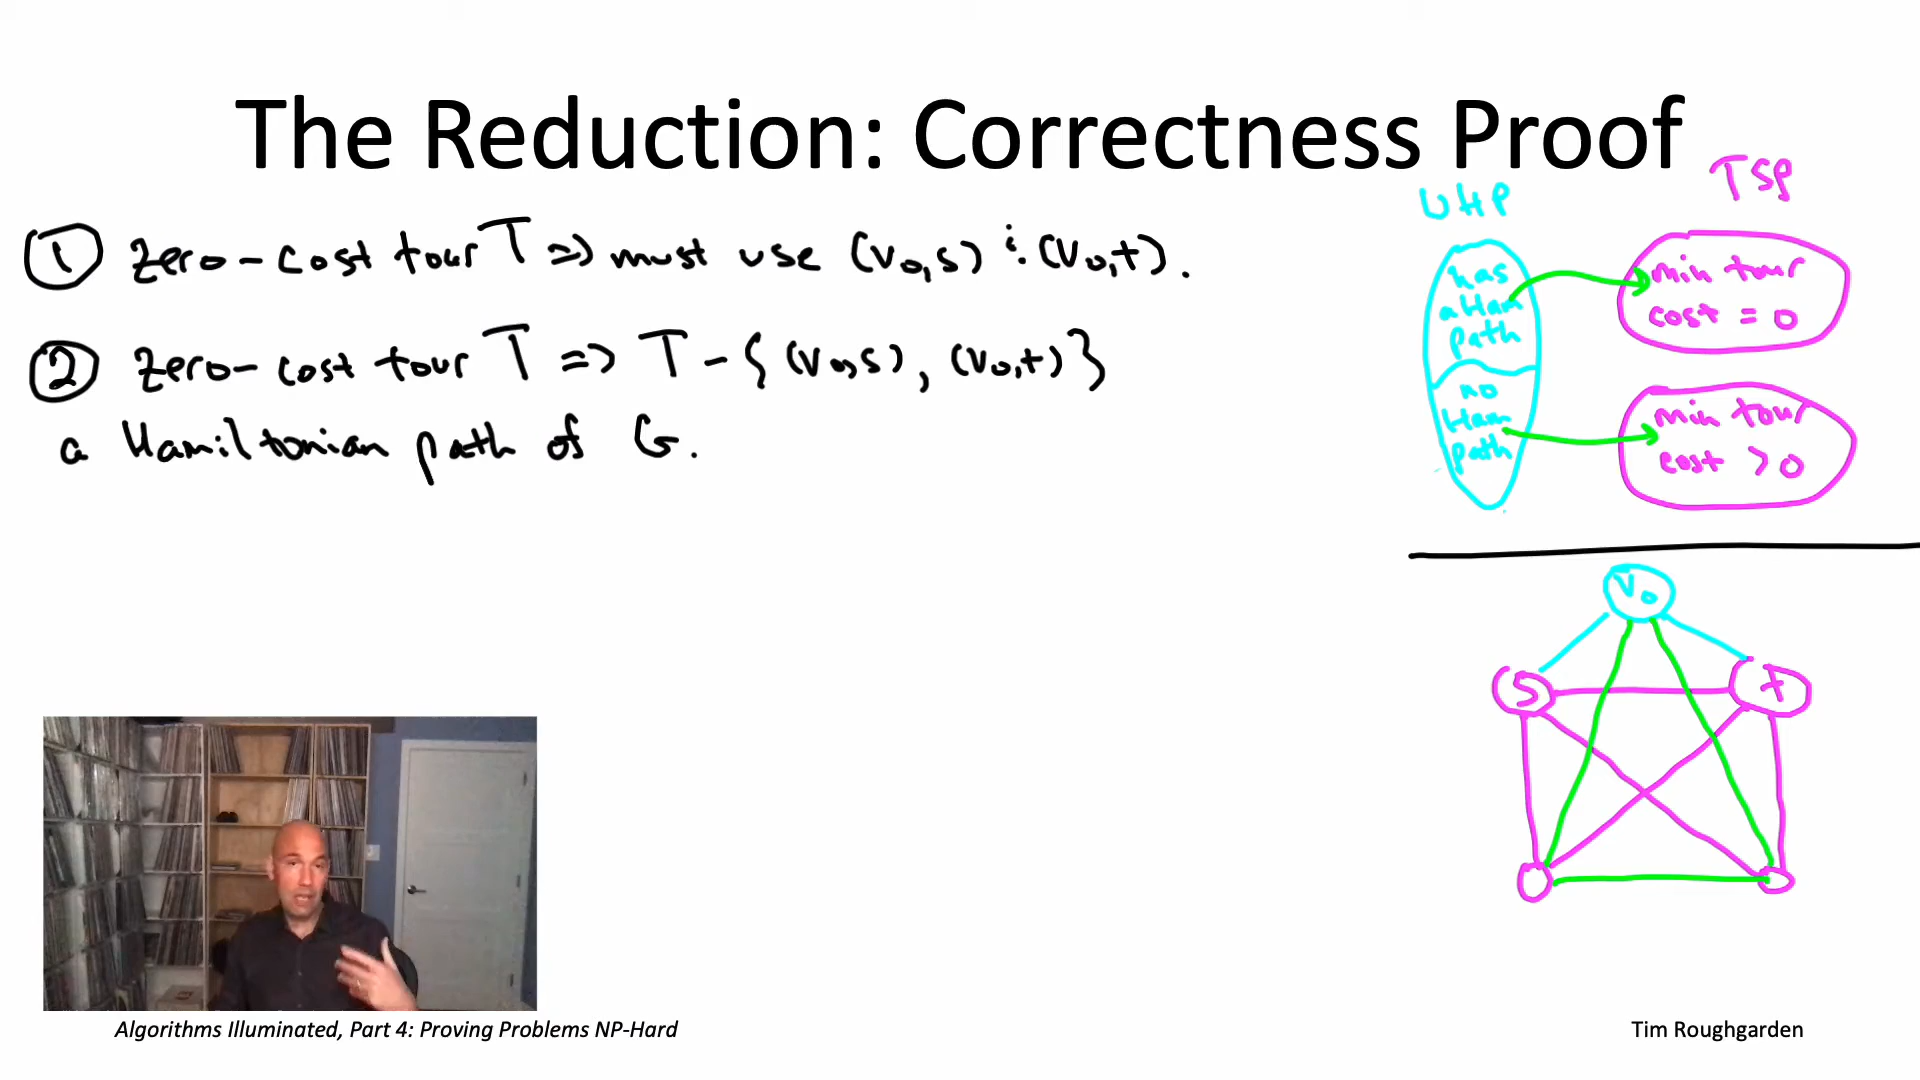 The Reduction: Correctness Proof
① Zero-cost tour T => must use (v0,s) & (v0,t).
② Zero-cost tour T => T - {(v0,s), (v0,t)}
a Hamiltonian path of G.
UHP
TSP
has
a Ham
path
no
Ham
path
min tour
cost = 0
min tour
cost > 0
v0
s
t
Algorithms Illuminated, Part 4: Proving Problems NP-Hard
Tim Roughgarden